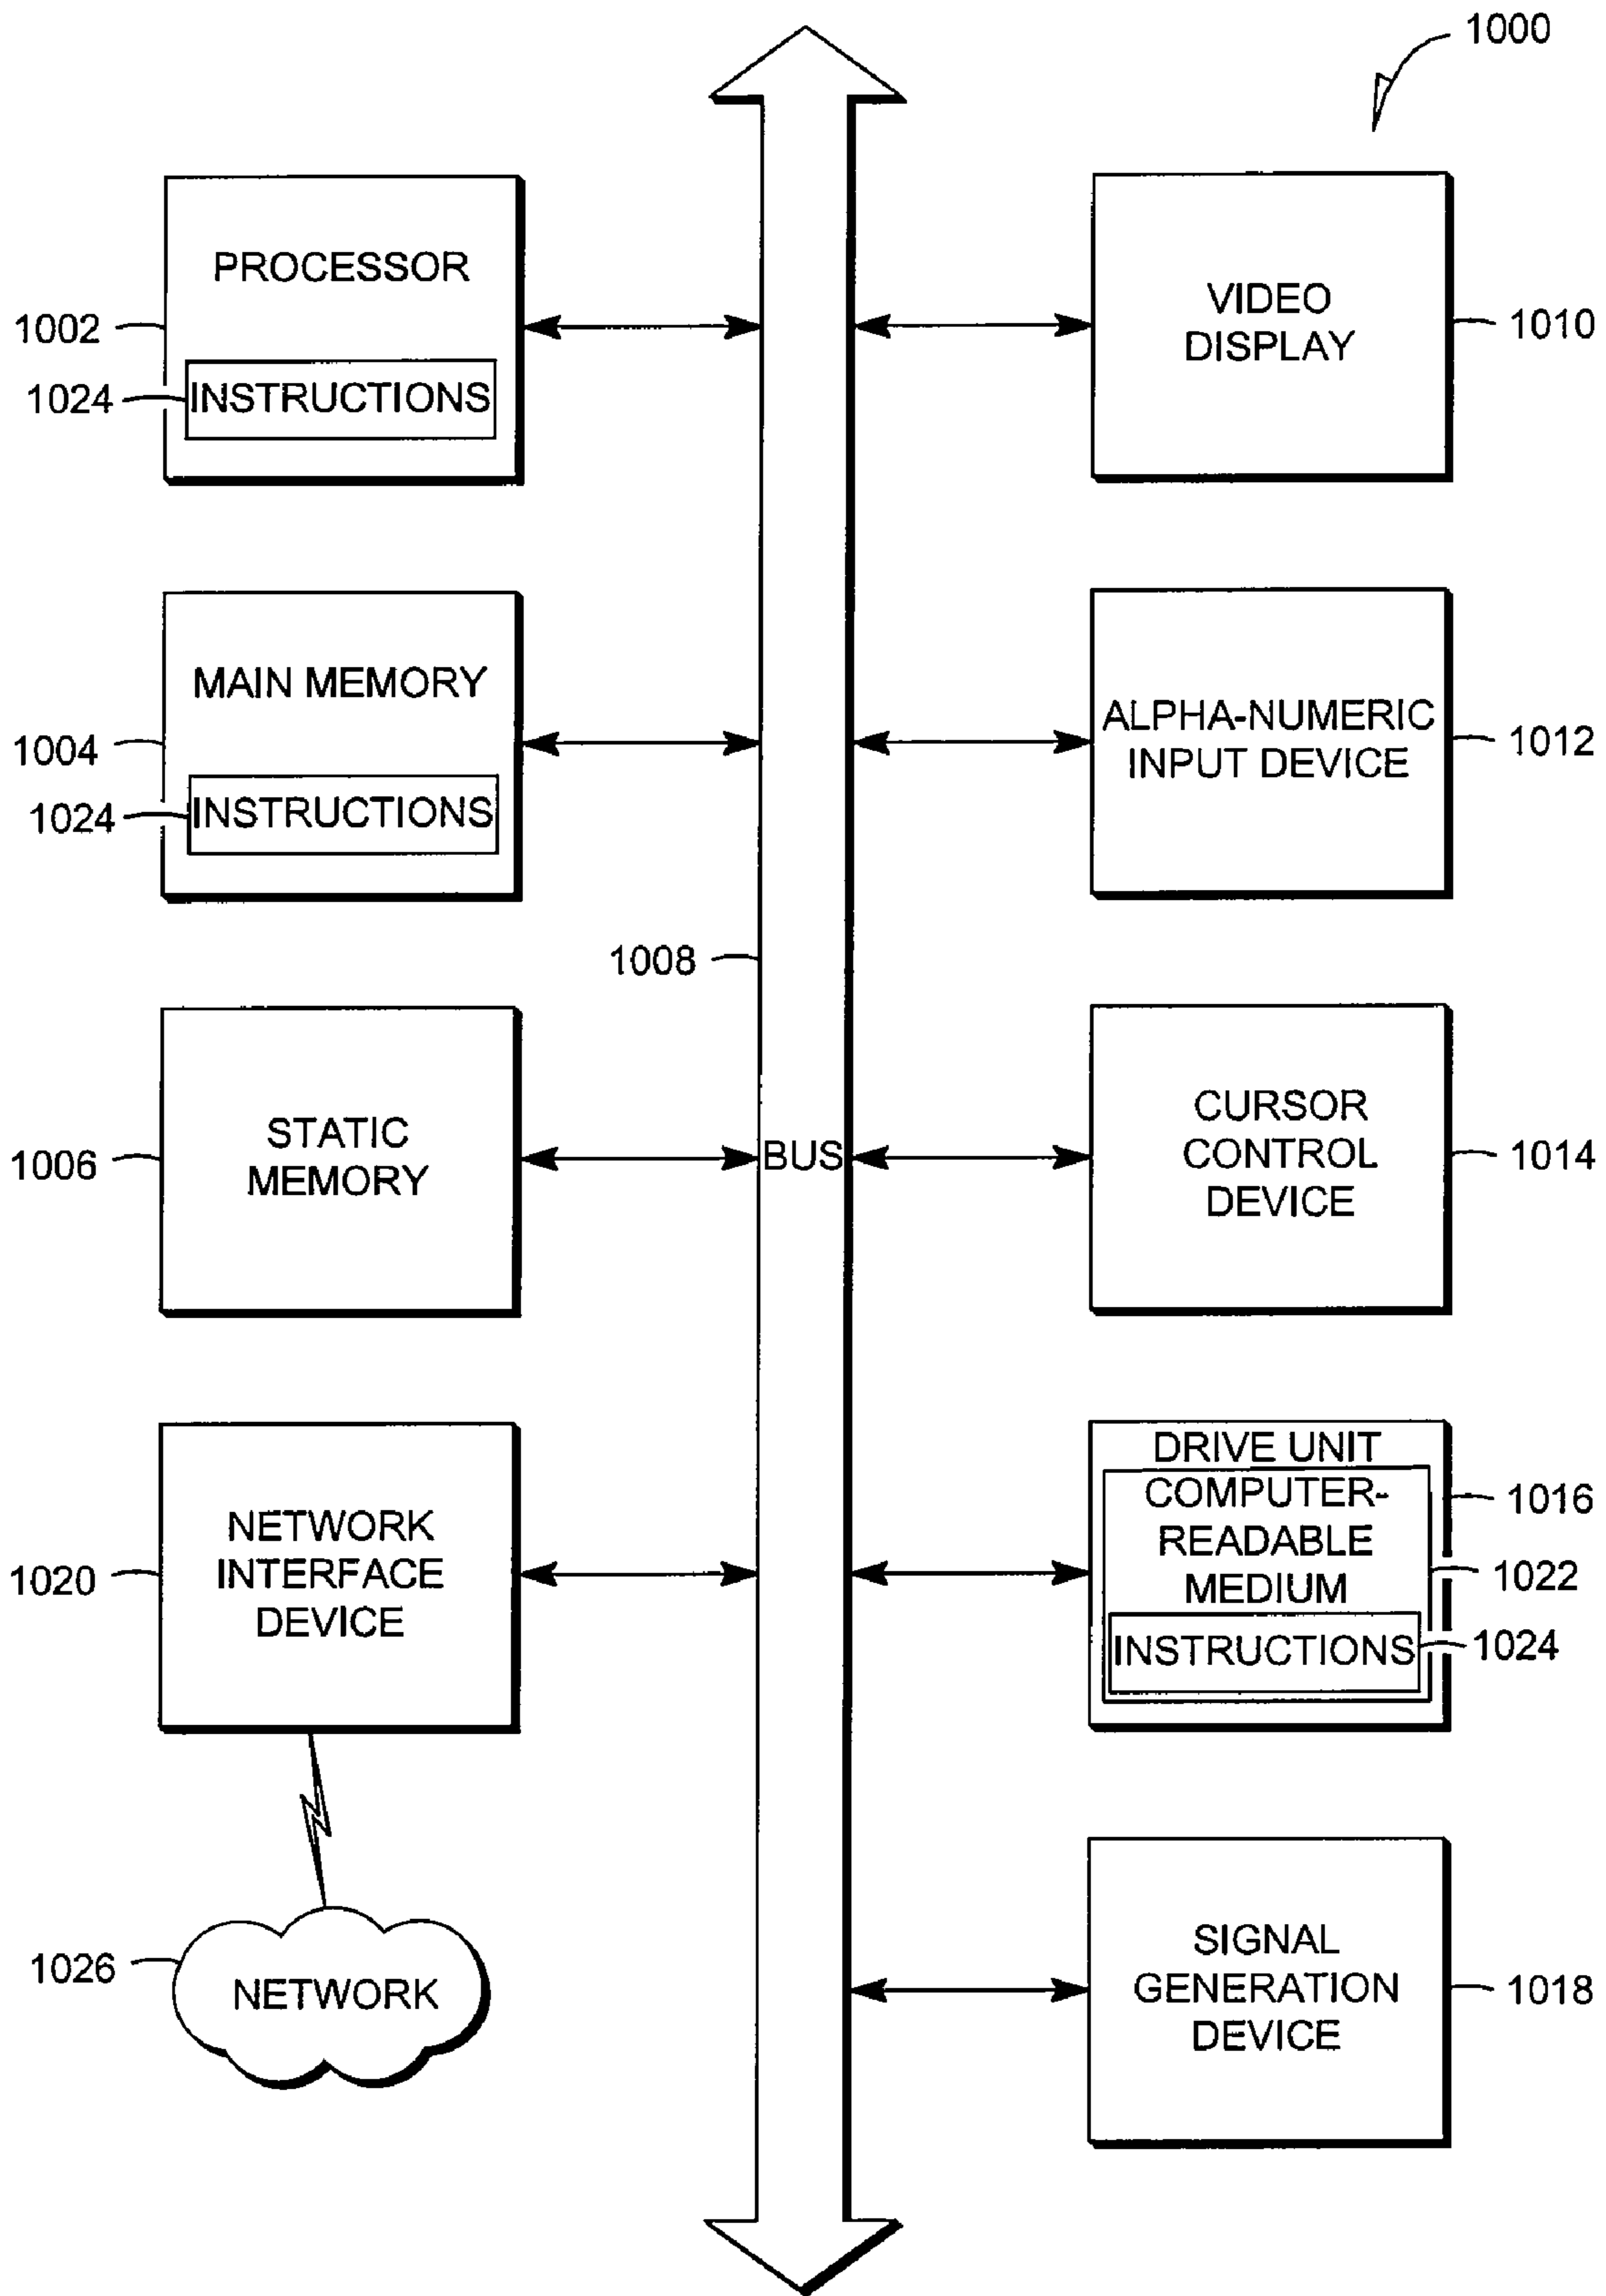 1000
PROCESSOR
1002
1024
INSTRUCTIONS
VIDEO
DISPLAY
1010
MAIN MEMORY
1004
1024
INSTRUCTIONS
ALPHA-NUMERIC
INPUT DEVICE
1012
1008
STATIC
MEMORY
1006
BUS
CURSOR
CONTROL
DEVICE
1014
NETWORK
INTERFACE
DEVICE
1020
DRIVE UNIT
COMPUTER-
READABLE
MEDIUM
INSTRUCTIONS
1016
1022
1024
1026
NETWORK
SIGNAL
GENERATION
DEVICE
1018